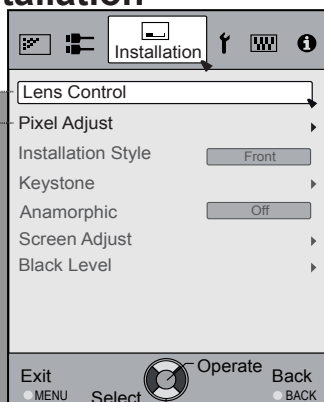 tallation
Installation
Lens Control
Pixel Adjust
Installation Style Front
Keystone
Anamorphic Off
Screen Adjust
Black Level
Exit Operate Back
MENU Select BACK